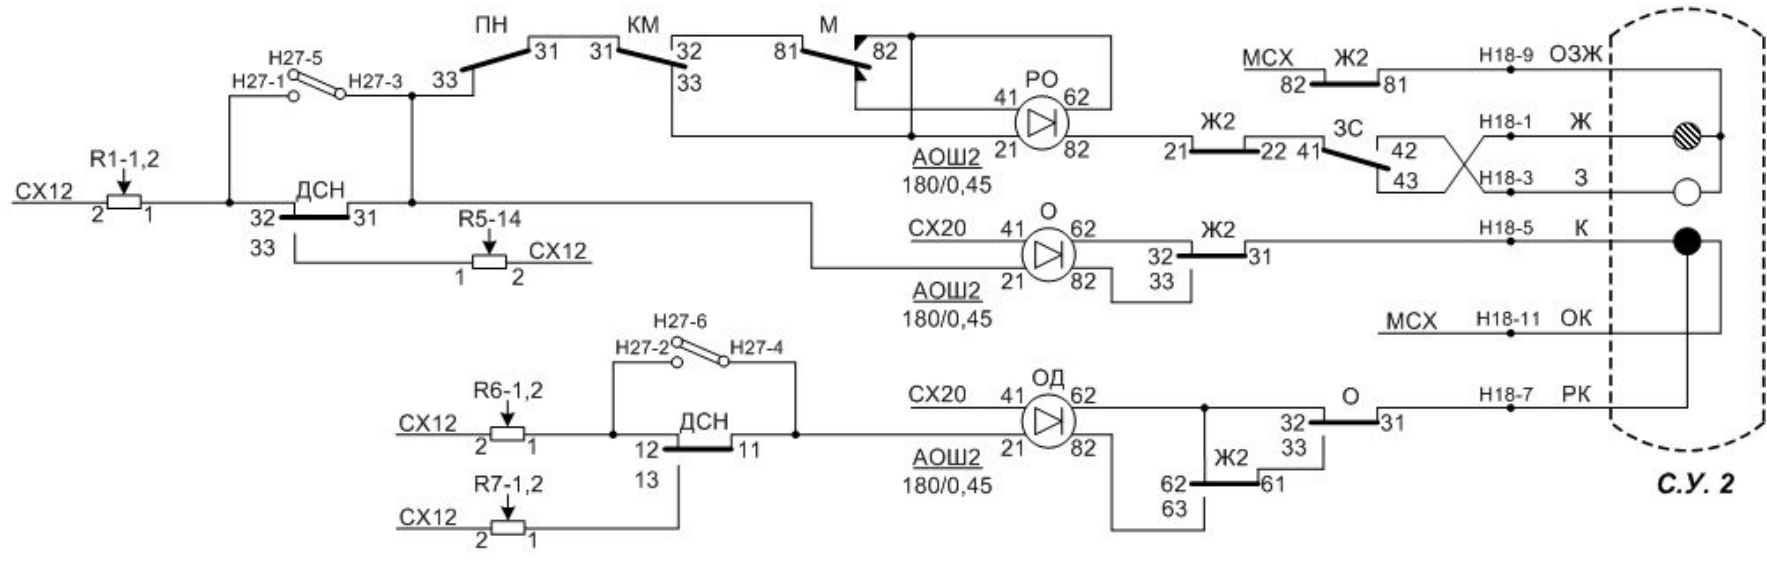 ПН КМ М
31 31 32 81 82
33 33
Н27-5
Н27-1 Н27-3
МСХ Ж2 Н18-9 ОЗЖ
82 81
РО
41 62
21 82
АОШ2
180/0,45
Ж2 ЗС Н18-1 Ж
21 22 41 42
43 Н18-3 З
R1-1,2
СХ12
2 1
ДСН
32 31
33
R5-14
СХ12
1 2
О
СХ20 41 62
21 82
АОШ2
180/0,45
Ж2 Н18-5 К
32 31
33
МСХ Н18-11 ОК
Н27-6
Н27-2 Н27-4
R6-1,2
СХ12
2 1
ДСН
12 11
13
R7-1,2
СХ12
2 1
ОД
СХ20 41 62
21 82
АОШ2
180/0,45
О Н18-7 РК
32 31
33
Ж2
62 61
63
С.У. 2